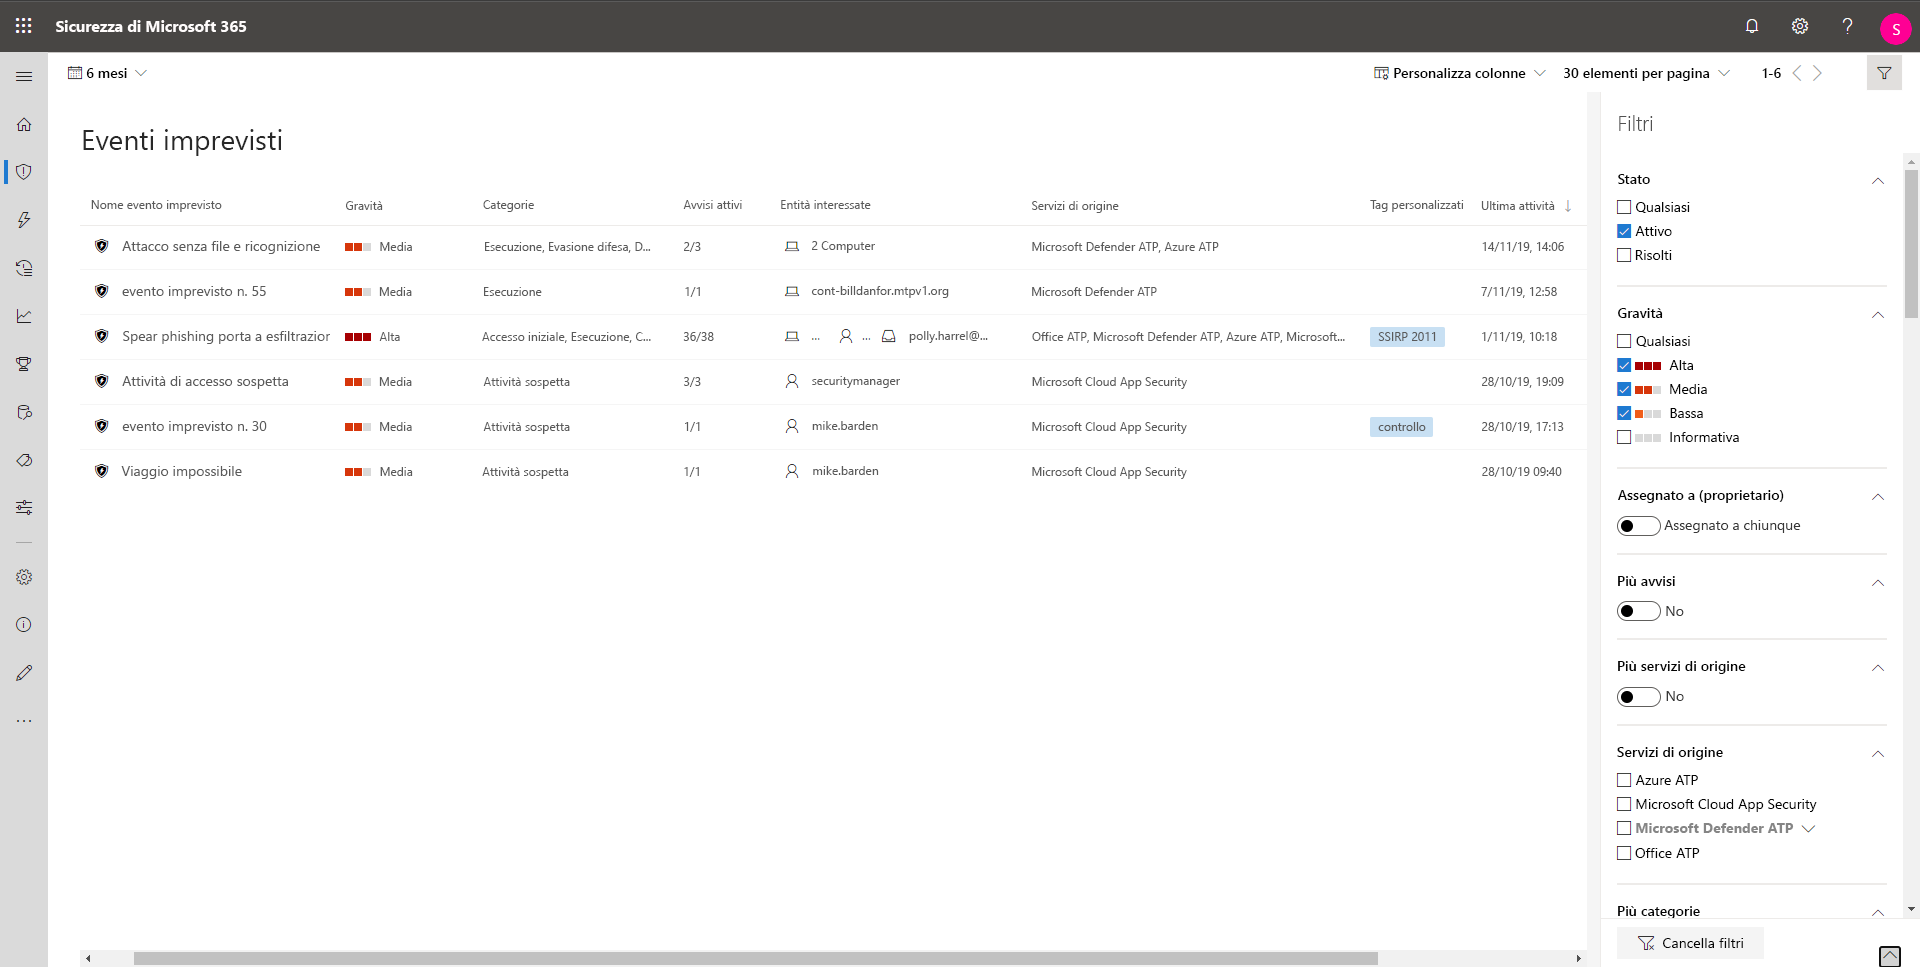 Sicurezza di Microsoft 365
S
6 mesi
Personalizza colonne
30 elementi per pagina
1-6
Eventi imprevisti
Nome evento imprevisto Gravità Categorie Avvisi attivi Entità interessate Servizi di origine Tag personalizzati Ultima attività
Attacco senza file e ricognizione Media Esecuzione, Evasione difesa, D... 2/3 2 Computer Microsoft Defender ATP, Azure ATP 14/11/19, 14:06
evento imprevisto n. 55 Media Esecuzione 1/1 cont-billdanfor.mtpv1.org Microsoft Defender ATP 7/11/19, 12:58
Spear phishing porta a esfiltrazior Alta Accesso iniziale, Esecuzione, C... 36/38 ... ... polly.harrel@... Office ATP, Microsoft Defender ATP, Azure ATP, Microsoft... SSIRP 2011 1/11/19, 10:18
Attività di accesso sospetta Media Attività sospetta 3/3 securitymanager Microsoft Cloud App Security 28/10/19, 19:09
evento imprevisto n. 30 Media Attività sospetta 1/1 mike.barden Microsoft Cloud App Security controllo 28/10/19, 17:13
Viaggio impossibile Media Attività sospetta 1/1 mike.barden Microsoft Cloud App Security 28/10/19 09:40
Filtri
Stato
Qualsiasi
Attivo
Risolti
Gravità
Qualsiasi
Alta
Media
Bassa
Informativa
Assegnato a (proprietario)
Assegnato a chiunque
Più avvisi
No
Più servizi di origine
No
Servizi di origine
Azure ATP
Microsoft Cloud App Security
Microsoft Defender ATP
Office ATP
Più categorie
Cancella filtri